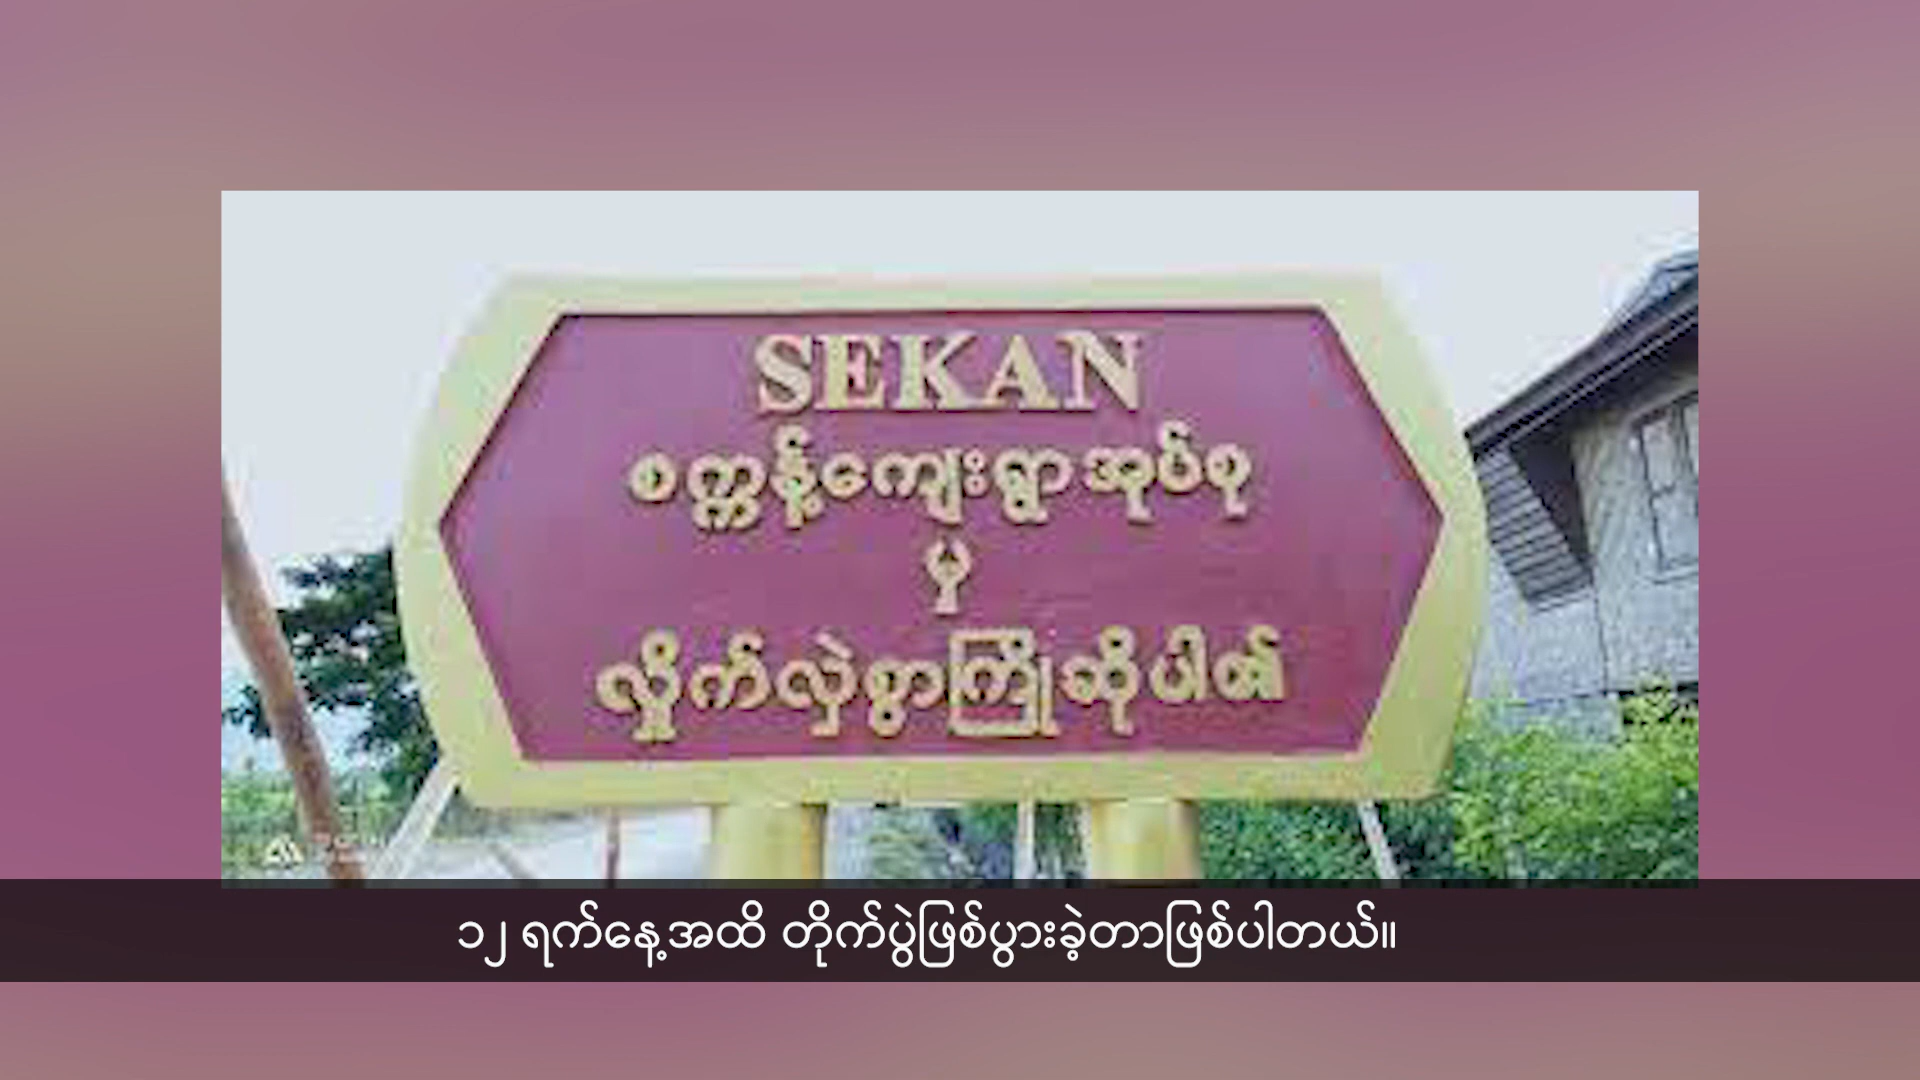 SEKAN
စက္ကန့်ကျေးရွာအုပ်စု
မှ
လှိုက်လှဲစွာကြိုဆိုပါ၏
၁၂ ရက်နေ့အထိ တိုက်ပွဲဖြစ်ပွားခဲ့တာဖြစ်ပါတယ်။